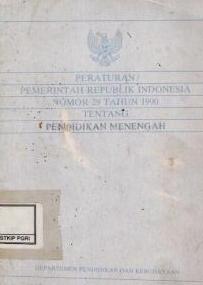 PERATURAN
PEMERINTAH REPUBLIK INDONESIA
NOMOR 29 TAHUN 1990
TENTANG
PENDIDIKAN MENENGAH
STKIP PGRI
DEPARTEMEN PENDIDIKAN DAN KEBUDAYAAN